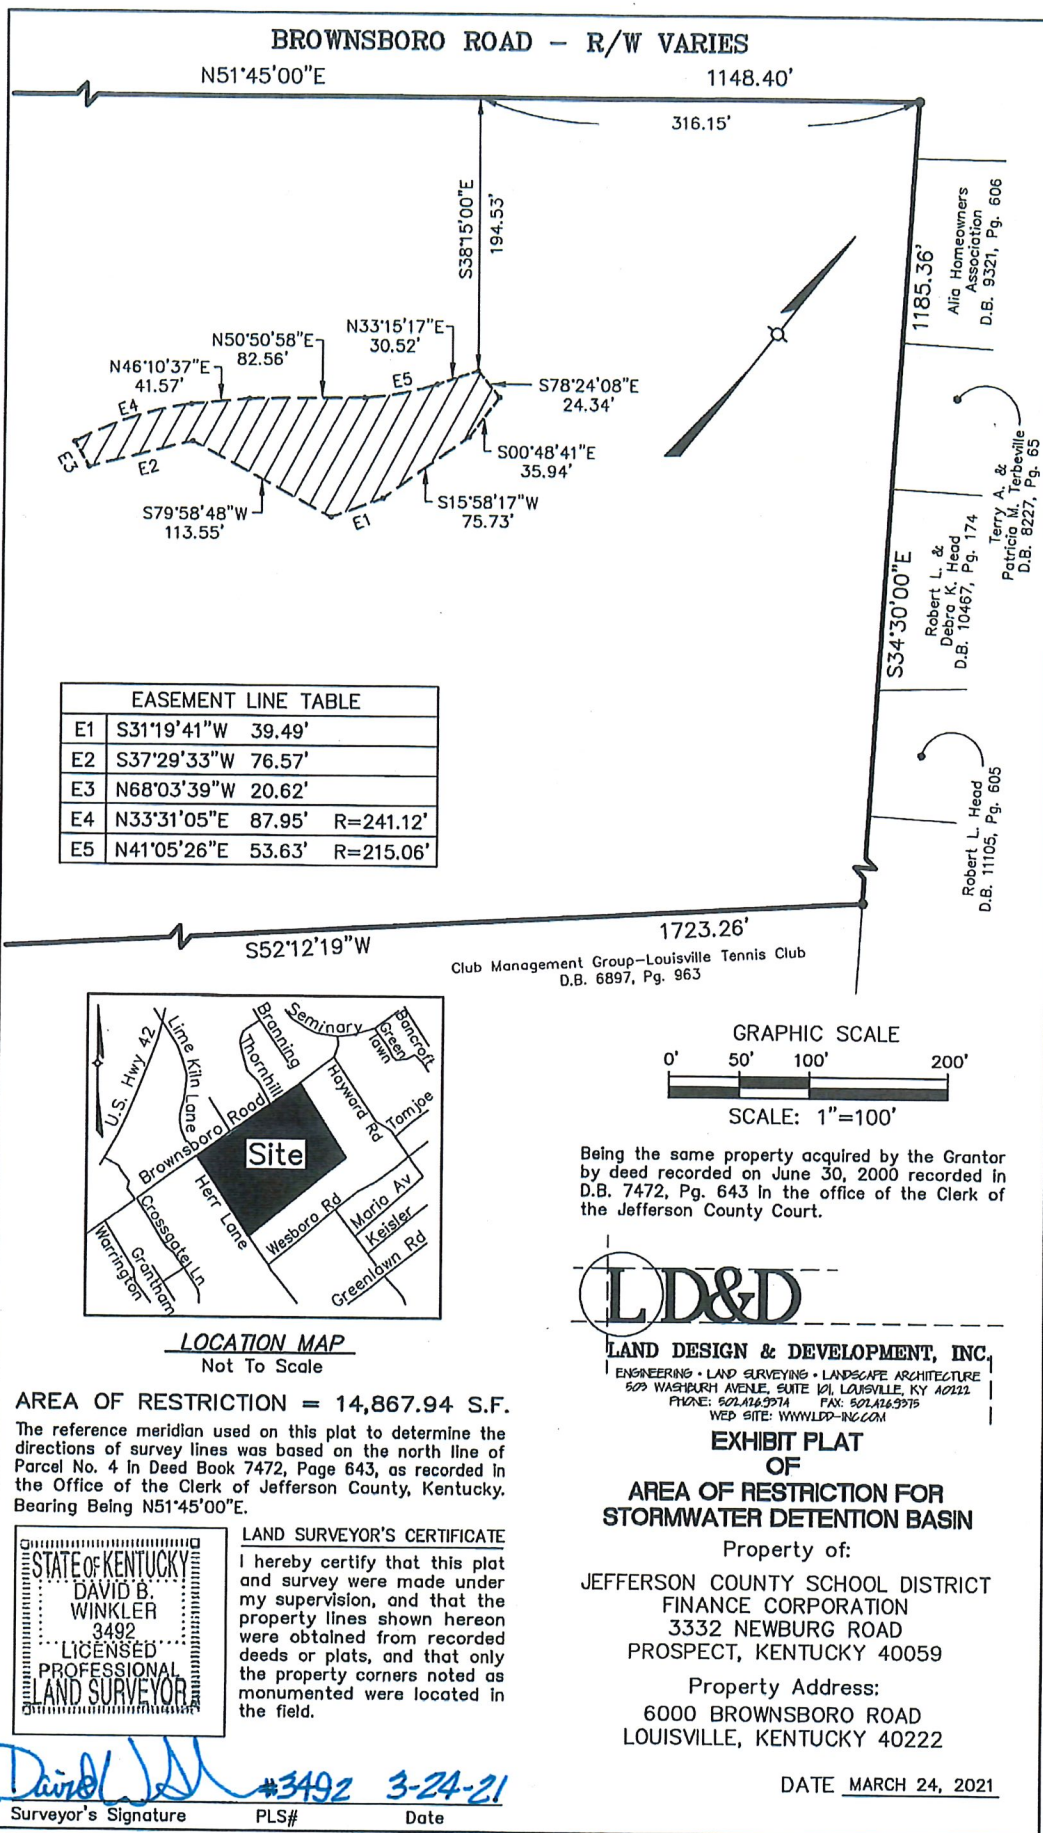 BROWNSBORO ROAD – R/W VARIES
N51°45'00"E
1148.40'
316.15'
S38°15'00"E
194.53'
1185.36'
S34°30'00"E
Alia Homeowners
Association
D.B. 9321, Pg. 606
Terry A. &
Patricia M. Terbeville
D.B. 8227, Pg. 65
Robert L. &
Debra K. Head
D.B. 10467, Pg. 174
Robert L. Head
D.B. 11105, Pg. 605
N33°15'17"E
30.52'
N50°50'58"E
82.56'
N46°10'37"E
41.57'
E4
E5
S78°24'08"E
24.34'
E3
E2
S00°48'41"E
35.94'
S79°58'48"W
113.55'
E1
S15°58'17"W
75.73'
EASEMENT LINE TABLE
E1 S31°19'41"W 39.49'
E2 S37°29'33"W 76.57'
E3 N68°03'39"W 20.62'
E4 N33°31'05"E 87.95' R=241.12'
E5 N41°05'26"E 53.63' R=215.06'
S52°12'19"W
1723.26'
Club Management Group–Louisville Tennis Club
D.B. 6897, Pg. 963
U.S. Hwy 42
Lime Kiln Lane
Branning
Thornhill
Seminary
Green
lawn
Bancroft
Hayward Rd
Tomjoe
Brownsboro Road
Site
Herr Lane
Wesboro Rd
Maria Av
Keisler
Greenlawn Rd
Crossgate Ln
Grantham
Warrington
LOCATION MAP
Not To Scale
GRAPHIC SCALE
0' 50' 100' 200'
SCALE: 1"=100'
Being the same property acquired by the Grantor
by deed recorded on June 30, 2000 recorded in
D.B. 7472, Pg. 643 in the office of the Clerk of
the Jefferson County Court.
LD&D
LAND DESIGN & DEVELOPMENT, INC.
ENGINEERING • LAND SURVEYING • LANDSCAPE ARCHITECTURE
503 WASHBURN AVENUE, SUITE 101, LOUISVILLE, KY 40222
PHONE: 502.426.9374 FAX: 502.426.9375
WEB SITE: WWW.LDD-INC.COM
AREA OF RESTRICTION = 14,867.94 S.F.
The reference meridian used on this plat to determine the
directions of survey lines was based on the north line of
Parcel No. 4 in Deed Book 7472, Page 643, as recorded in
the Office of the Clerk of Jefferson County, Kentucky.
Bearing Being N51°45'00"E.
EXHIBIT PLAT
OF
AREA OF RESTRICTION FOR
STORMWATER DETENTION BASIN
Property of:
JEFFERSON COUNTY SCHOOL DISTRICT
FINANCE CORPORATION
3332 NEWBURG ROAD
PROSPECT, KENTUCKY 40059
Property Address:
6000 BROWNSBORO ROAD
LOUISVILLE, KENTUCKY 40222
DATE MARCH 24, 2021
STATE OF KENTUCKY
DAVID B.
WINKLER
3492
LICENSED
PROFESSIONAL
LAND SURVEYOR
LAND SURVEYOR'S CERTIFICATE
I hereby certify that this plat
and survey were made under
my supervision, and that the
property lines shown hereon
were obtained from recorded
deeds or plats, and that only
the property corners noted as
monumented were located in
the field.
#3492 3-24-21
Surveyor's Signature PLS# Date